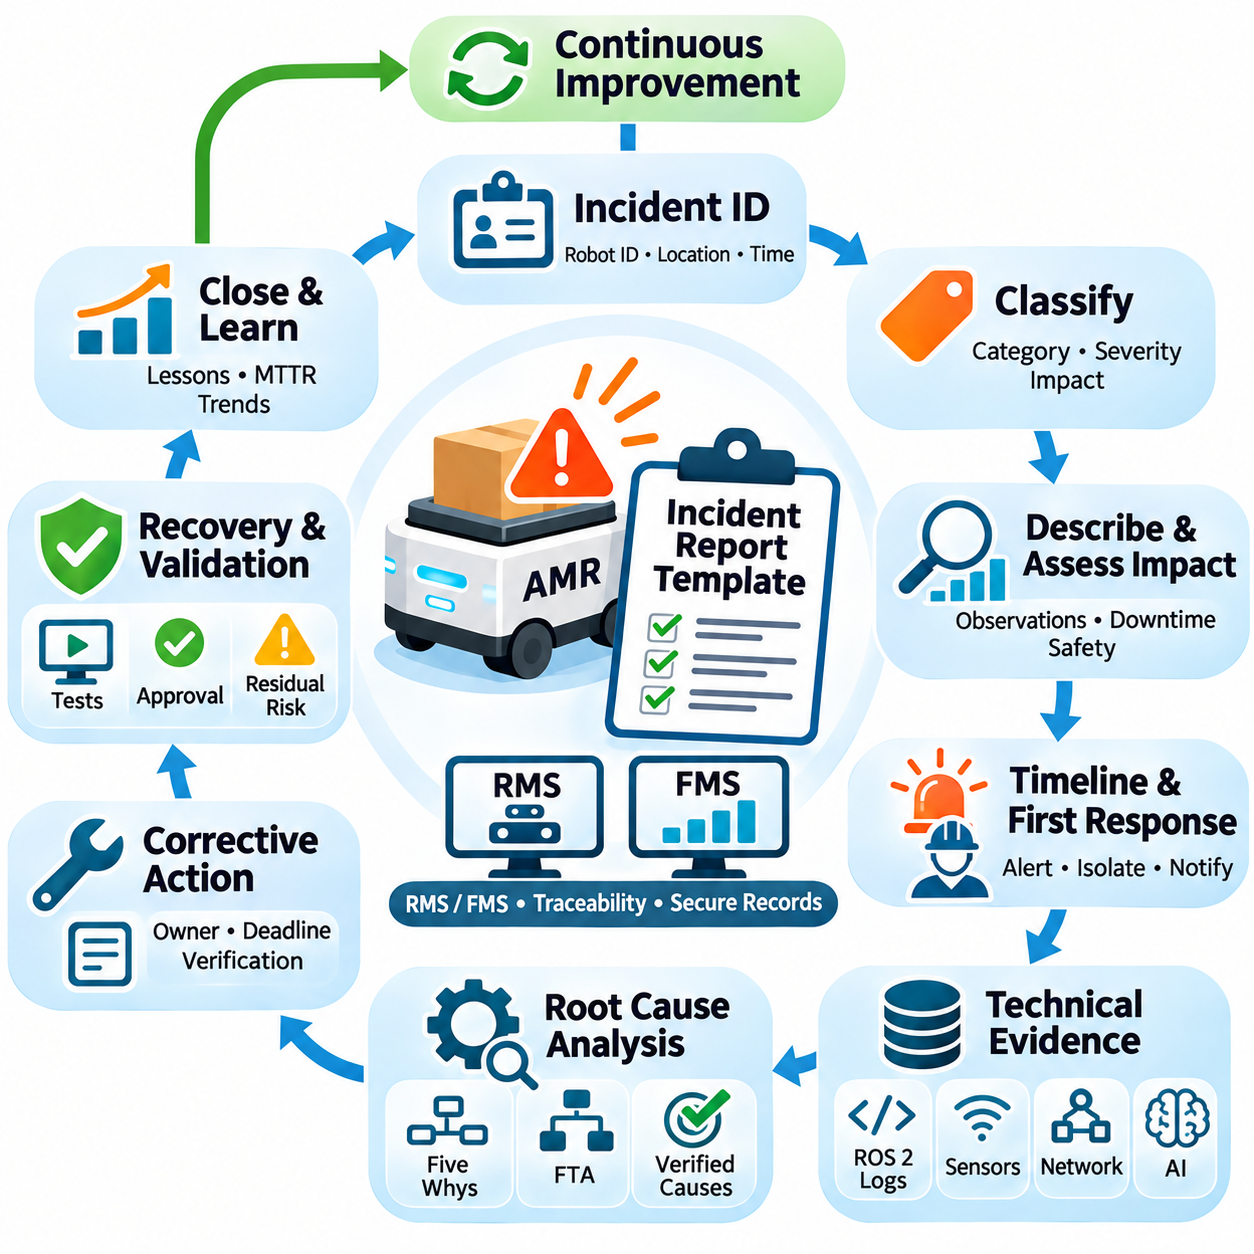 Continuous
Improvement
Incident ID
Robot ID • Location • Time
Classify
Category • Severity
Impact
Describe &
Assess Impact
Observations • Downtime
Safety
Timeline &
First Response
Alert • Isolate • Notify
Technical
Evidence
ROS 2
Logs
Sensors
Network
AI
Root Cause
Analysis
Five
Whys
FTA
Verified
Causes
Corrective
Action
Owner • Deadline
Verification
Recovery &
Validation
Tests
Approval
Residual
Risk
Close &
Learn
Lessons • MTTR
Trends
AMR
Incident
Report
Template
RMS
FMS
RMS / FMS • Traceability • Secure Records